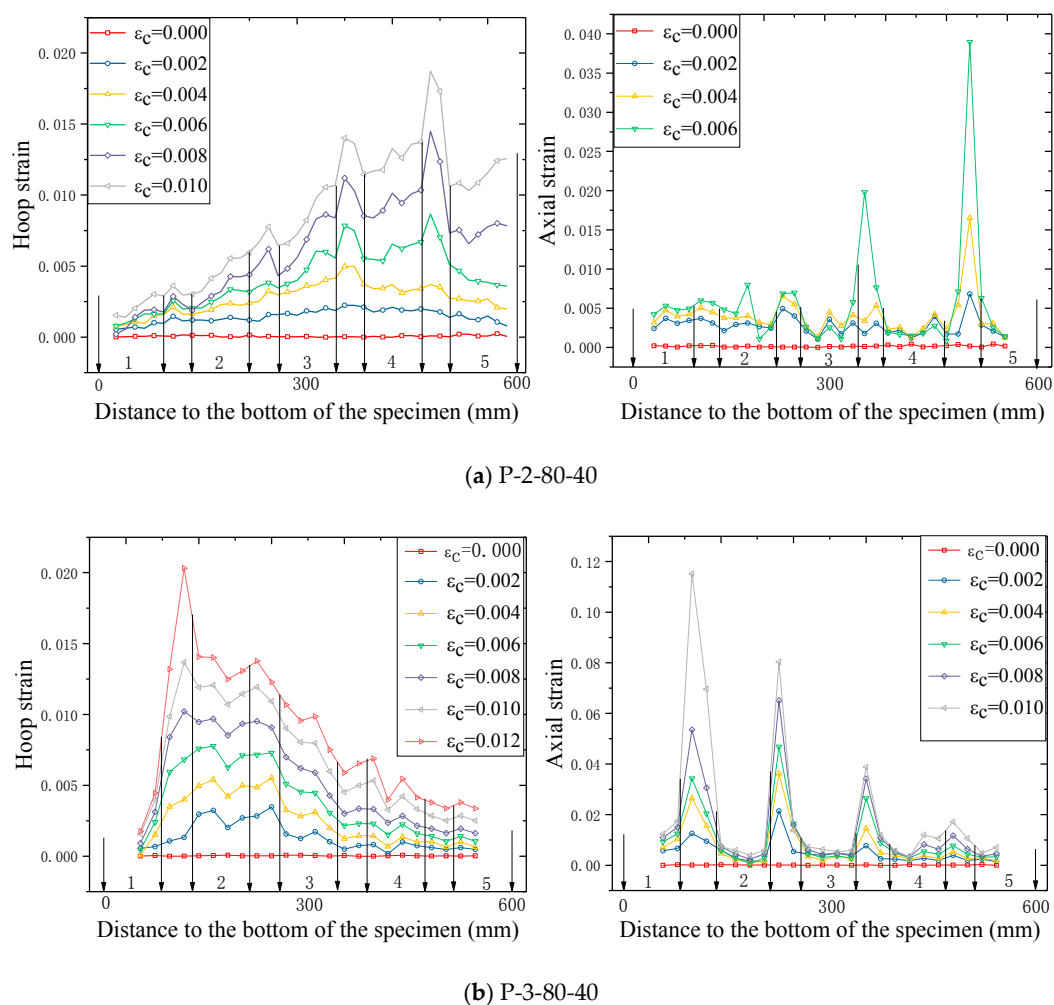 εc=0.000
εc=0.002
εc=0.004
εc=0.006
εc=0.008
εc=0.010
0.020
0.015
0.010
0.005
0.000
Hoop strain
1 2 3 4 5
0 300 600
Distance to the bottom of the specimen (mm)
0 300 600
εc=0.000
εc=0.002
εc=0.004
εc=0.006
0.040
0.035
0.030
0.025
0.020
0.015
0.010
0.005
0.000
Axial strain
1 2 3 4 5
0 300 600
Distance to the bottom of the specimen (mm)
(a) P-2-80-40
εc=0. 000
εc=0.002
εc=0.004
εc=0.006
εc=0.008
εc=0.010
εc=0.012
0.020
0.015
0.010
0.005
0.000
Hoop strain
1 2 3 4 5
0 300 600
Distance to the bottom of the specimen (mm)
εc=0.000
εc=0.002
εc=0.004
εc=0.006
εc=0.008
εc=0.010
0.12
0.10
0.08
0.06
0.04
0.02
0.00
Axial strain
1 2 3 4 5
0 300 600
Distance to the bottom of the specimen (mm)
(b) P-3-80-40